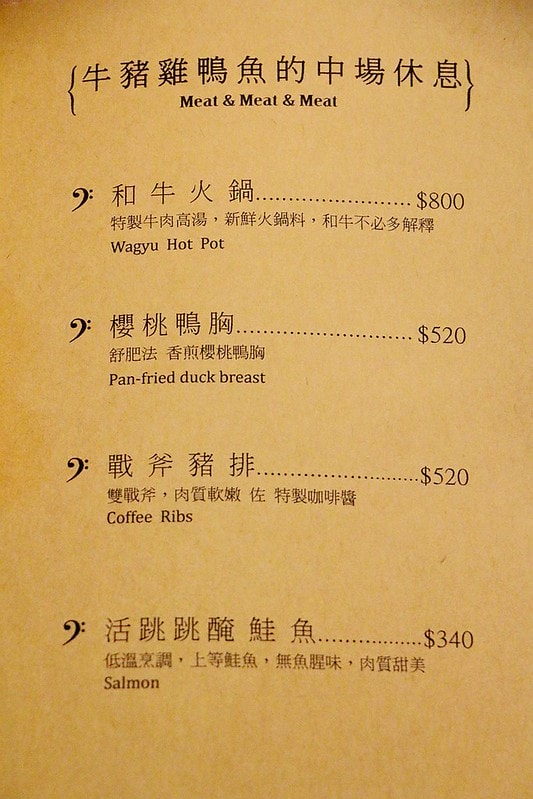 {牛豬雞鴨魚的中場休息}
Meat & Meat & Meat
和牛火鍋........................... $800
特製牛肉高湯，新鮮火鍋料，和牛不必多解釋
Wagyu Hot Pot
櫻桃鴨胸.............................. $520
舒肥法 香煎櫻桃鴨胸
Pan-fried duck breast
戰斧豬排............................$520
雙戰斧，肉質軟嫩 佐 特製咖啡醬
Coffee Ribs
活跳跳醃鮭魚..................$340
低溫烹調，上等鮭魚，無魚腥味，肉質甜美
Salmon